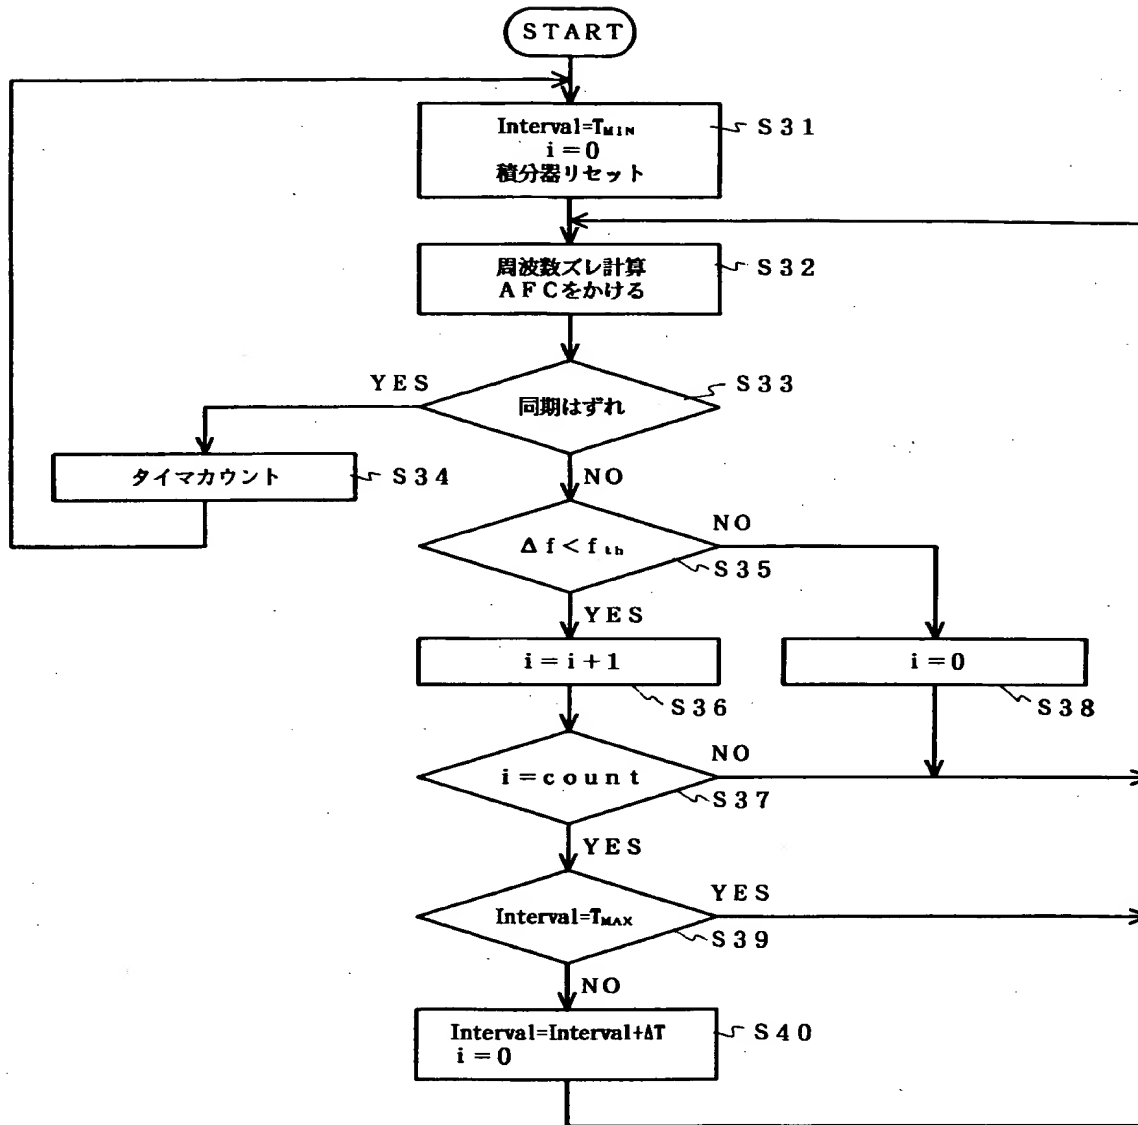 START
Interval=TMIN
i=0
積分器リセット
S31
周波数ズレ計算
AFCをかける
S32
YES
同期はずれ
S33
タイマカウント
S34
NO
Δf<fth
NO
S35
YES
i=i+1
S36
i=0
S38
i=count
NO
S37
YES
Interval=TMAX
YES
S39
NO
Interval=Interval+ΔT
i=0
S40